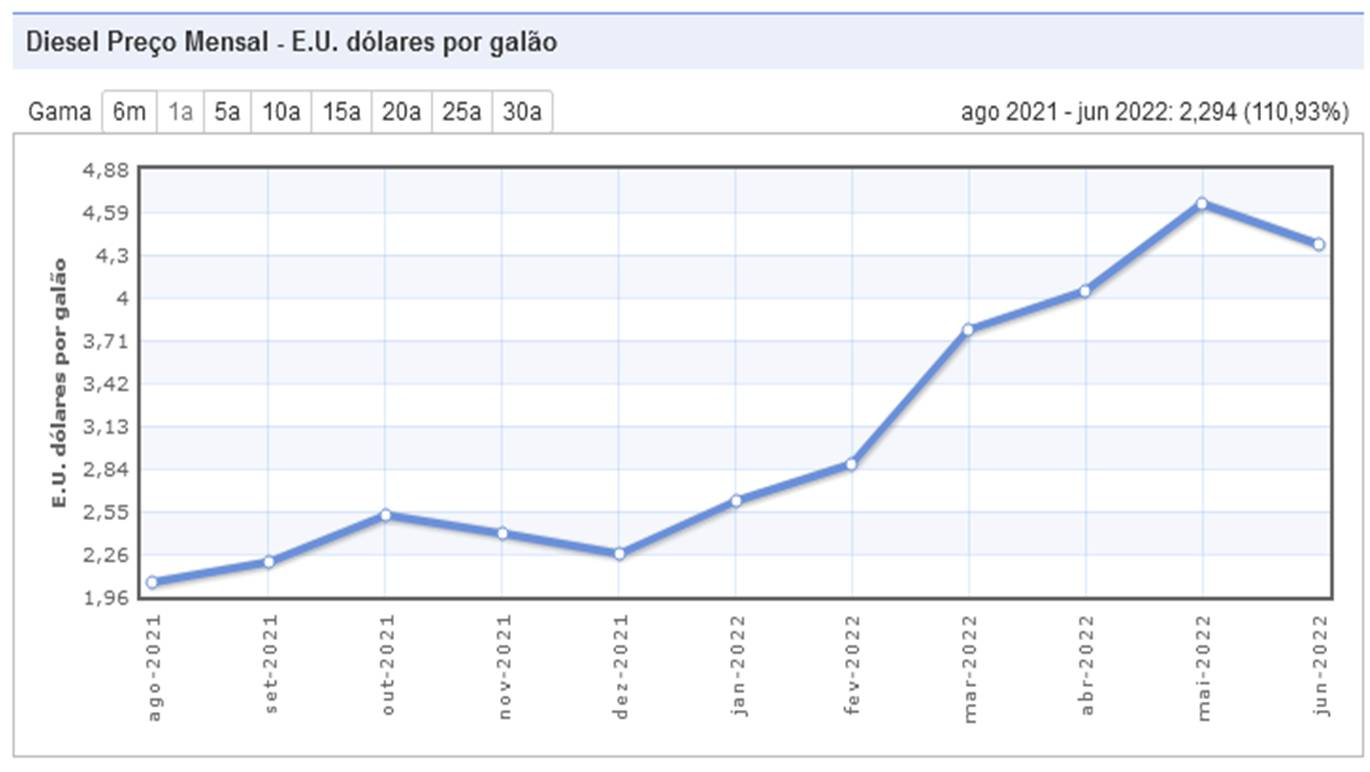 Diesel Preço Mensal - E.U. dólares por galão
Gama 6m 1a 5a 10a 15a 20a 25a 30a
ago 2021 - jun 2022: 2,294 (110,93%)
E.U. dólares por galão
4,88
4,59
4,3
4
3,71
3,42
3,13
2,84
2,55
2,26
1,96
ago-2021
set-2021
out-2021
nov-2021
dez-2021
jan-2022
fev-2022
mar-2022
abr-2022
mai-2022
jun-2022